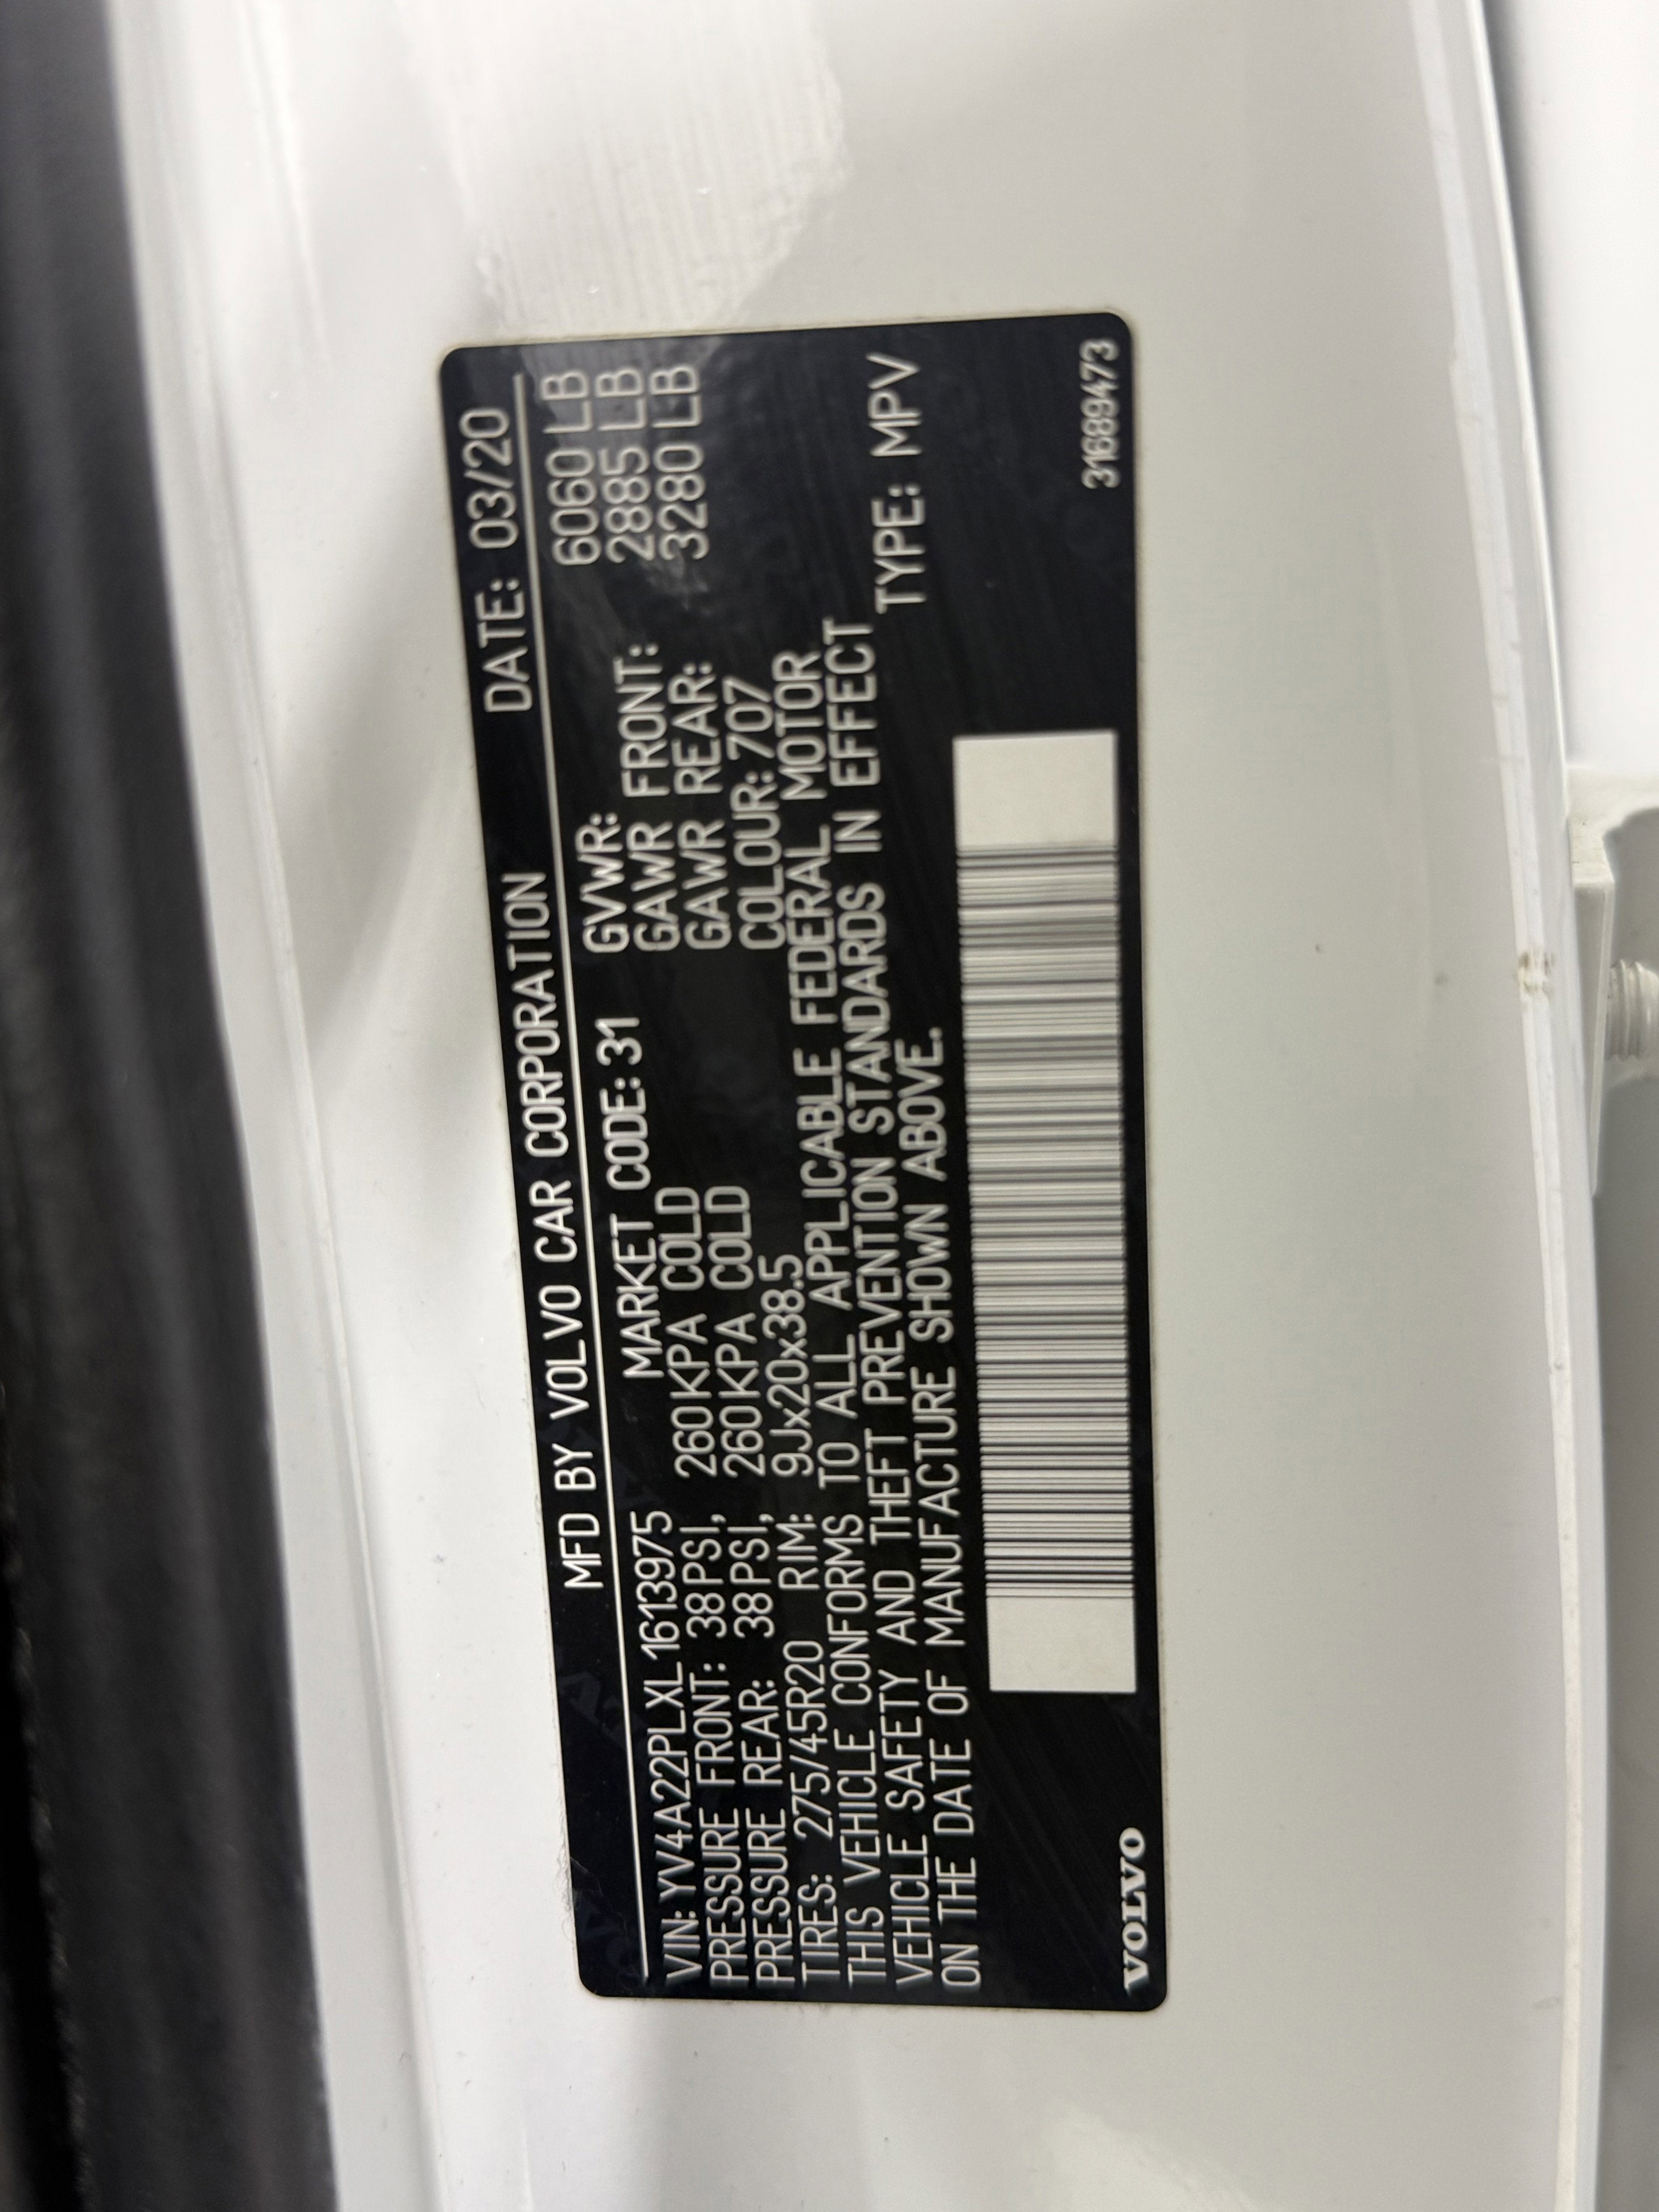 MFD BY VOLVO CAR CORPORATION DATE: 03/20
VIN: YV4A22PLXL1613975 MARKET CODE: 31 GVWR: 6060 LB
PRESSURE FRONT: 38PSI, 260KPA COLD GAWR FRONT: 2885 LB
PRESSURE REAR: 38PSI, 260KPA COLD GAWR REAR: 3280 LB
TIRES: 275/45R20 RIM: 9Jx20x38.5 COLOUR: 707
THIS VEHICLE CONFORMS TO ALL APPLICABLE FEDERAL MOTOR
VEHICLE SAFETY AND THEFT PREVENTION STANDARDS IN EFFECT
ON THE DATE OF MANUFACTURE SHOWN ABOVE. TYPE: MPV
VOLVO 31689473